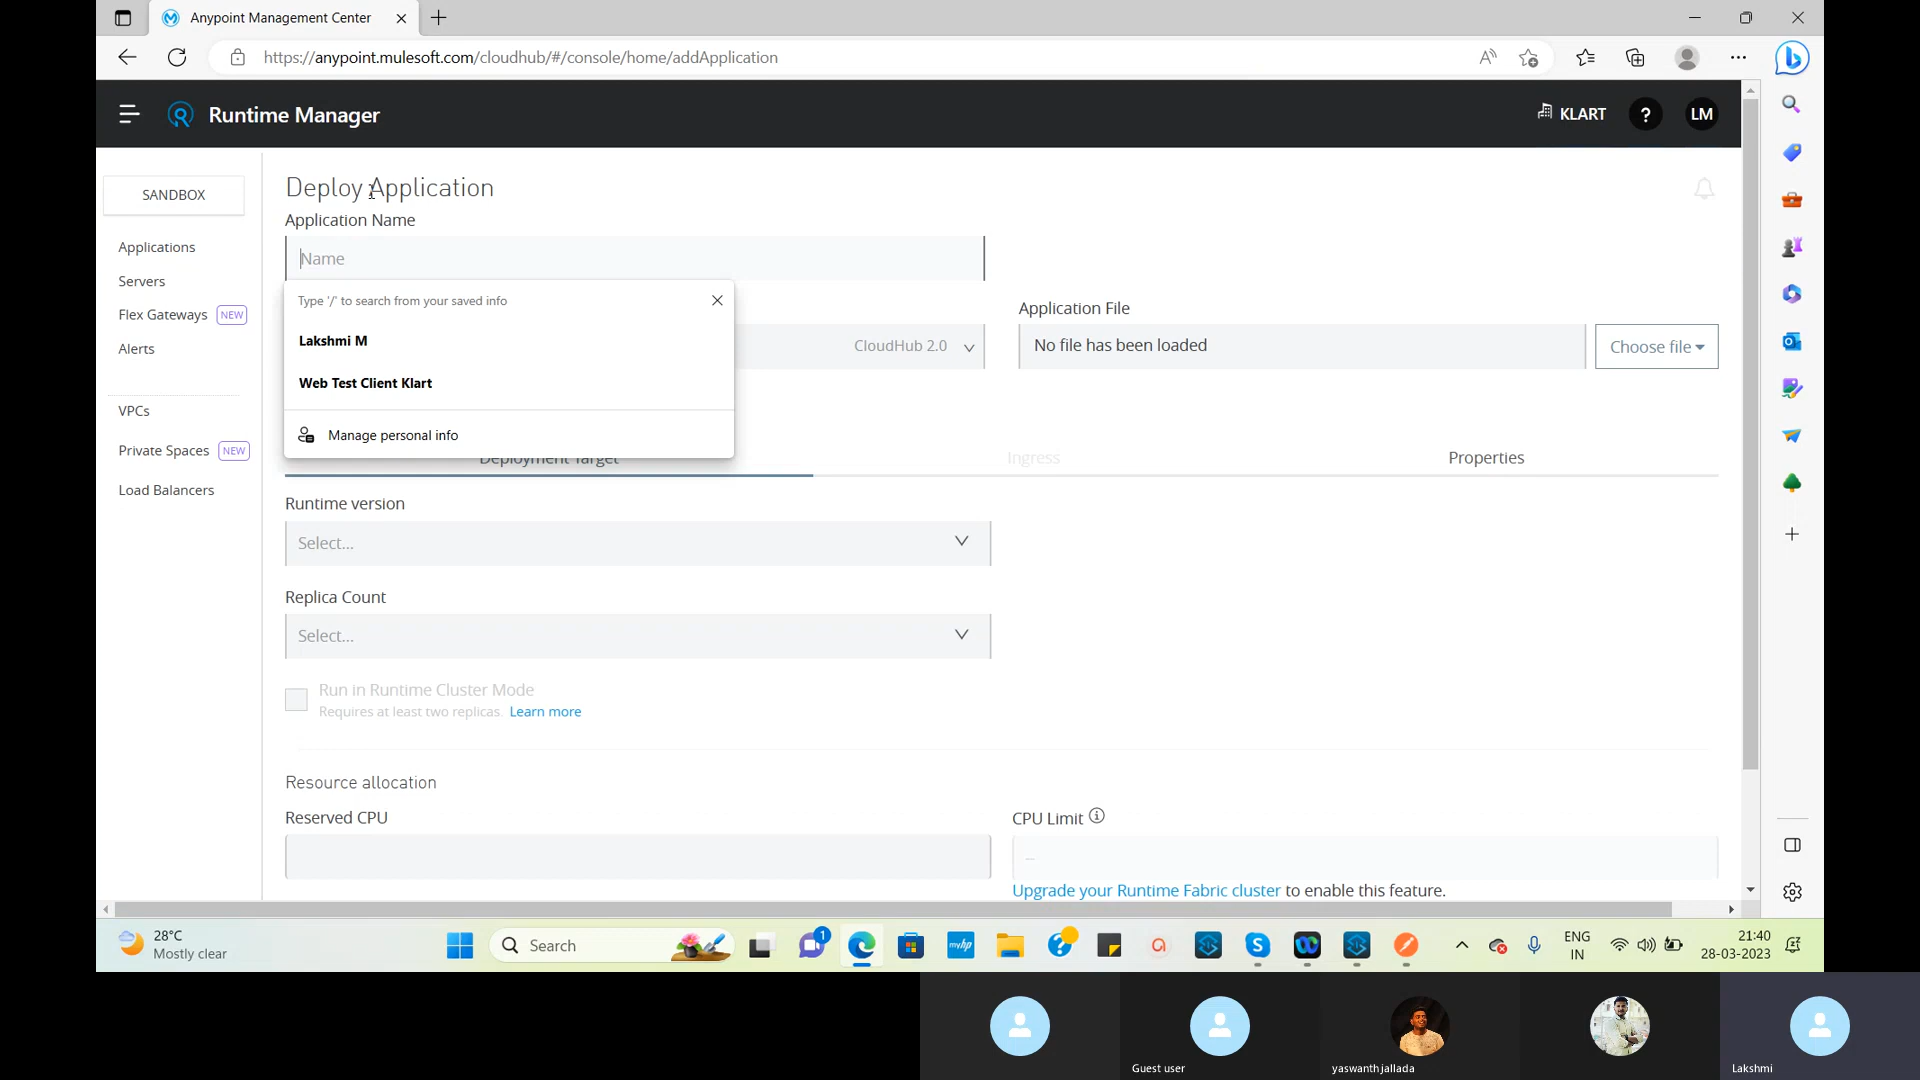 Anypoint Management Center
https://anypoint.mulesoft.com/cloudhub/#/console/home/addApplication
Runtime Manager
KLART
?
LM
SANDBOX
Applications
Servers
Flex Gateways NEW
Alerts
VPCs
Private Spaces NEW
Load Balancers
Deploy Application
Application Name
Name
Type '/' to search from your saved info
Lakshmi M
Web Test Client Klart
Manage personal info
CloudHub 2.0
Application File
No file has been loaded
Choose file
Deployment Target
Ingress
Properties
Runtime version
Select...
Replica Count
Select...
Run in Runtime Cluster Mode
Requires at least two replicas. Learn more
Resource allocation
Reserved CPU
CPU Limit
--
Upgrade your Runtime Fabric cluster to enable this feature.
28°C
Mostly clear
Search
1
myhp
ENG
IN
21:40
28-03-2023
Guest user
yaswanth jallada
Lakshmi